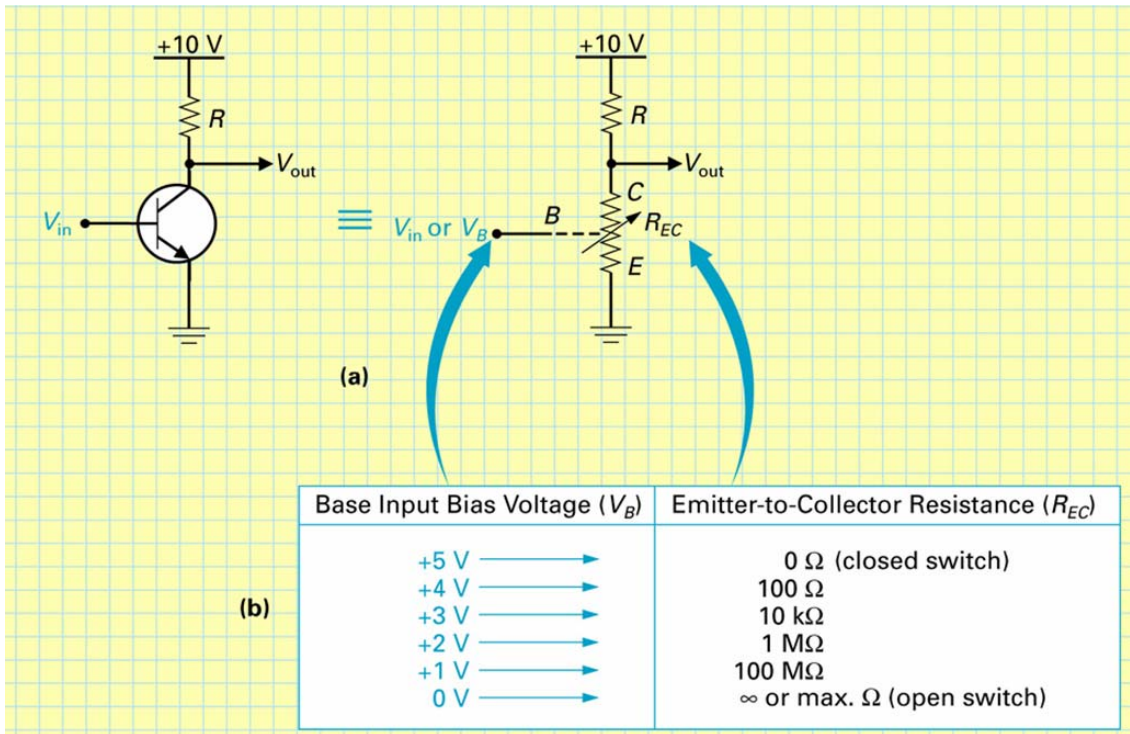 +10 V
R
V_out
V_in
≡
+10 V
R
V_out
C
B
V_in or V_B
R_EC
E
(a)
Base Input Bias Voltage (V_B) Emitter-to-Collector Resistance (R_EC)
+5 V 0 Ω (closed switch)
+4 V 100 Ω
+3 V 10 kΩ
(b)
+2 V 1 MΩ
+1 V 100 MΩ
0 V ∞ or max. Ω (open switch)